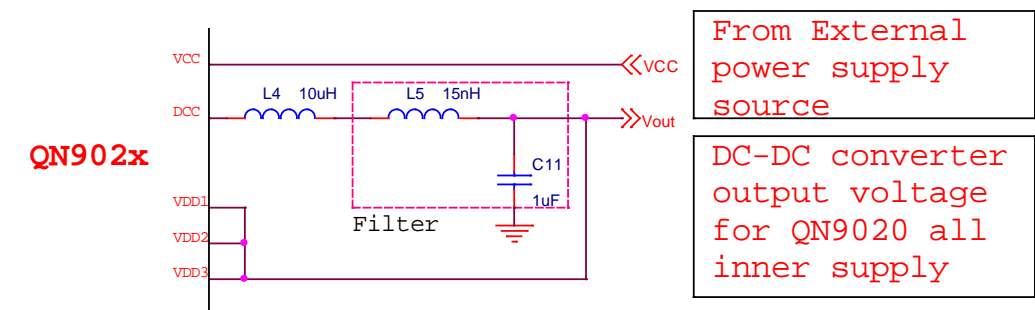 From External
power supply
source
VCC
VCC
L4 10uH
L5 15nH
DCC
Vout
QN902x
C11
1uF
DC-DC converter
output voltage
for QN9020 all
inner supply
VDD1
Filter
VDD2
VDD3